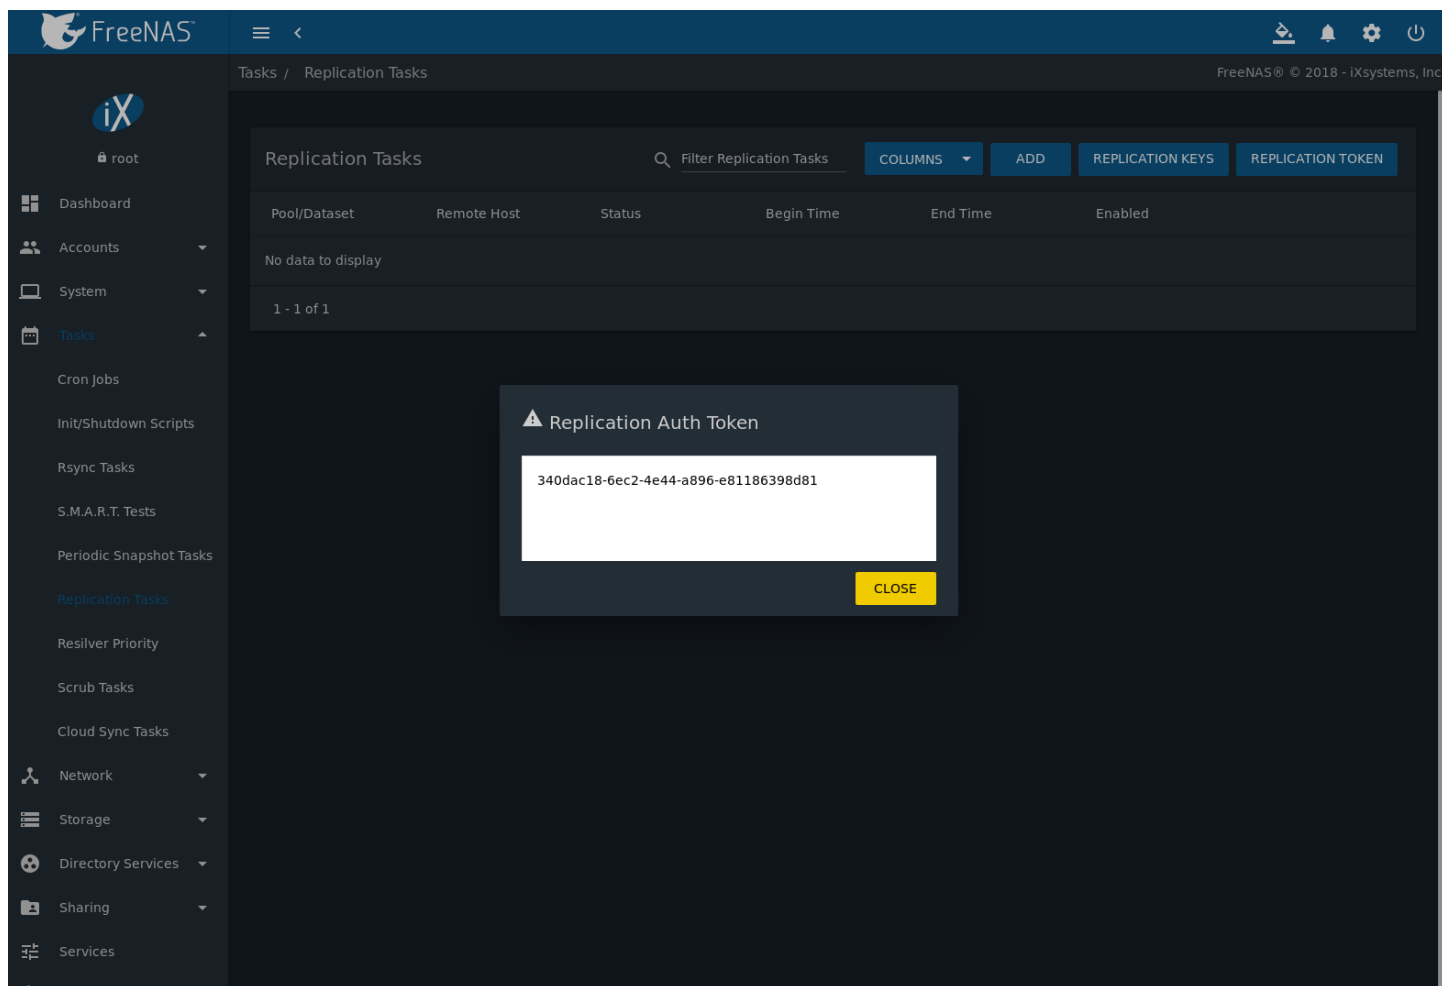 FreeNAS
Tasks / Replication Tasks
FreeNAS® © 2018 - iXsystems, Inc
iX
root
Dashboard
Accounts
System
Tasks
Cron Jobs
Init/Shutdown Scripts
Rsync Tasks
S.M.A.R.T. Tests
Periodic Snapshot Tasks
Replication Tasks
Resilver Priority
Scrub Tasks
Cloud Sync Tasks
Network
Storage
Directory Services
Sharing
Services
Replication Tasks
Filter Replication Tasks
COLUMNS
ADD
REPLICATION KEYS
REPLICATION TOKEN
Pool/Dataset Remote Host Status Begin Time End Time Enabled
No data to display
1 - 1 of 1
Replication Auth Token
340dac18-6ec2-4e44-a896-e81186398d81
CLOSE